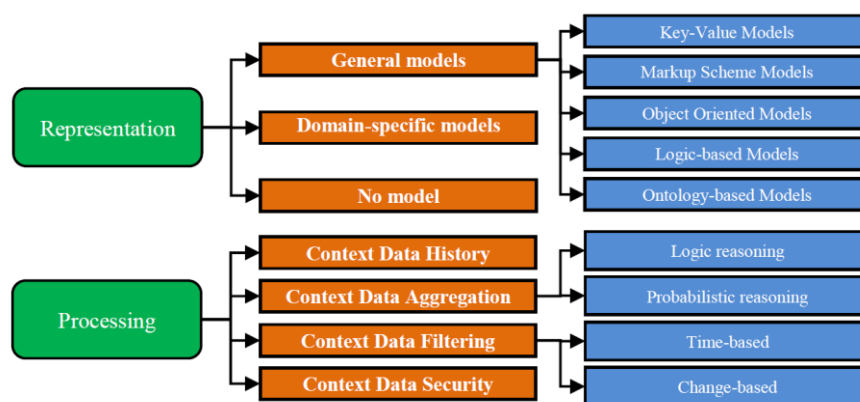 Representation
General models
Domain-specific models
No model
Key-Value Models
Markup Scheme Models
Object Oriented Models
Logic-based Models
Ontology-based Models
Processing
Context Data History
Context Data Aggregation
Context Data Filtering
Context Data Security
Logic reasoning
Probabilistic reasoning
Time-based
Change-based